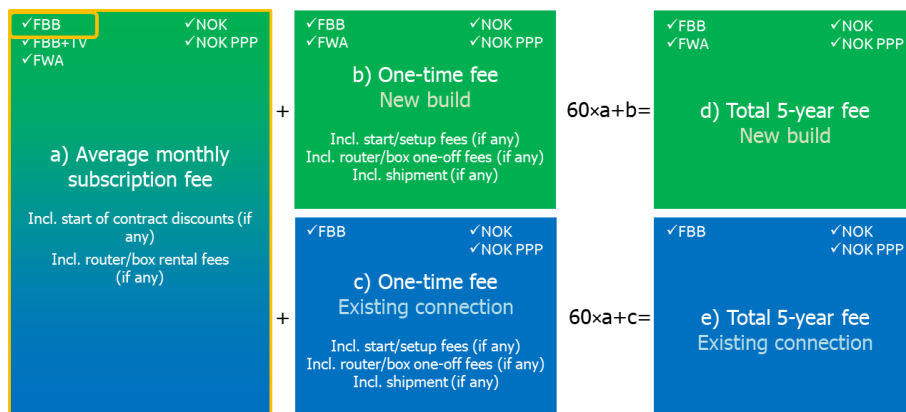 ✓FBB ✓NOK
✓FBB+TV ✓NOK PPP
✓FWA
a) Average monthly
subscription fee
Incl. start of contract discounts (if
any)
Incl. router/box rental fees
(if any)
+
✓FBB ✓NOK
✓FWA ✓NOK PPP
b) One-time fee
New build
Incl. start/setup fees (if any)
Incl. router/box one-off fees (if any)
Incl. shipment (if any)
60×a+b=
✓FBB ✓NOK
✓FWA ✓NOK PPP
d) Total 5-year fee
New build
+
✓FBB ✓NOK
✓NOK PPP
c) One-time fee
Existing connection
Incl. start/setup fees (if any)
Incl. router/box one-off fees (if any)
Incl. shipment (if any)
60×a+c=
✓FBB ✓NOK
✓NOK PPP
e) Total 5-year fee
Existing connection